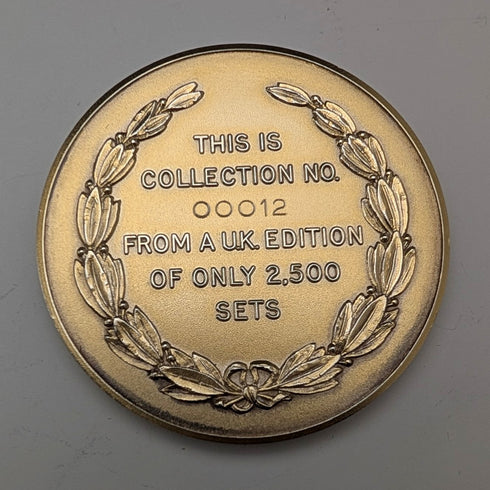 THIS IS
COLLECTION NO.
00012
FROM A U.K. EDITION
OF ONLY 2,500
SETS